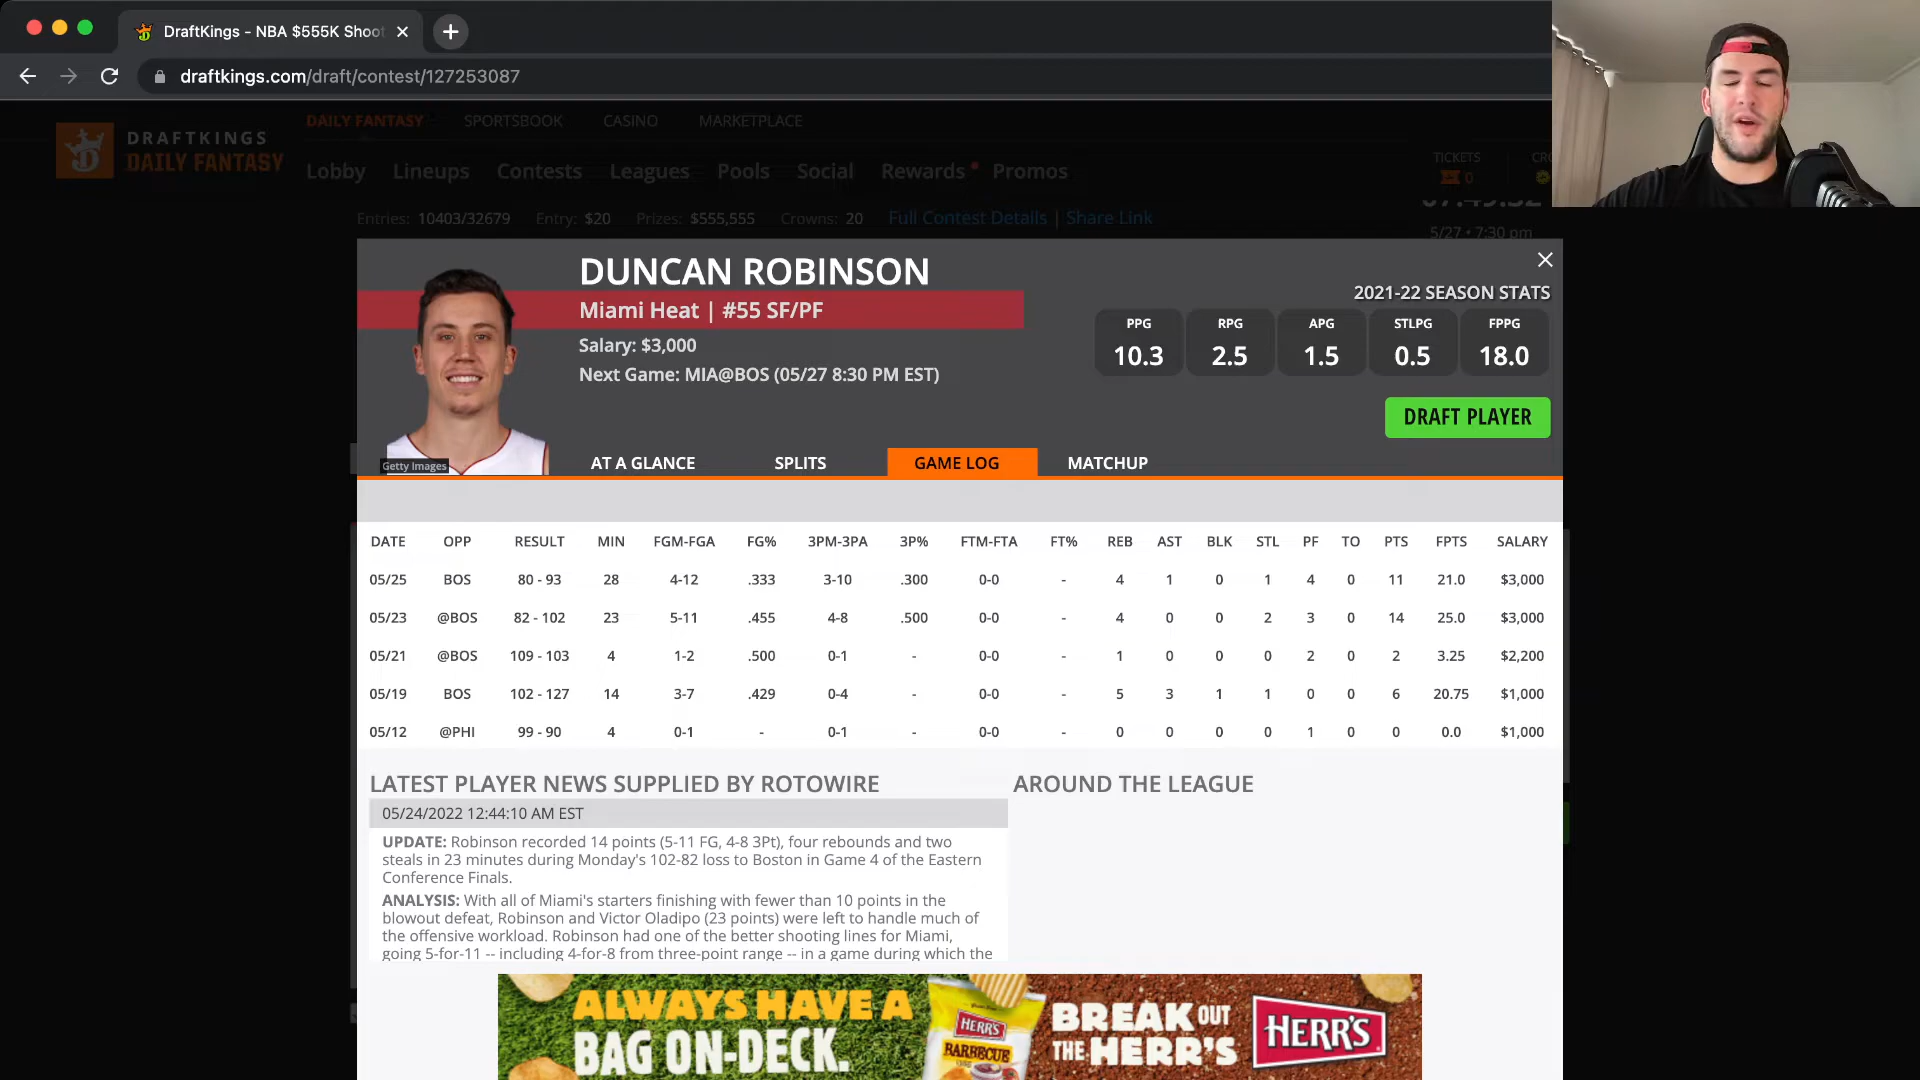 DraftKings - NBA $555K Shoot
draftkings.com/draft/contest/127253087
DRAFTKINGS
DAILY FANTASY
DAILY FANTASY SPORTSBOOK CASINO MARKETPLACE
Lobby Lineups Contests Leagues Pools Social Rewards Promos
TICKETS
0
Entries: 10403/32679 Entry: $20 Prizes: $555,555 Crowns: 20 Full Contest Details | Share Link
5/27 • 7:30 pm
DUNCAN ROBINSON
Miami Heat | #55 SF/PF
Salary: $3,000
Next Game: MIA@BOS (05/27 8:30 PM EST)
Getty Images
2021-22 SEASON STATS
PPG RPG APG STLPG FPPG
10.3 2.5 1.5 0.5 18.0
DRAFT PLAYER
AT A GLANCE SPLITS GAME LOG MATCHUP
DATE OPP RESULT MIN FGM-FGA FG% 3PM-3PA 3P% FTM-FTA FT% REB AST BLK STL PF TO PTS FPTS SALARY
05/25 BOS 80 - 93 28 4-12 .333 3-10 .300 0-0 - 4 1 0 1 4 0 11 21.0 $3,000
05/23 @BOS 82 - 102 23 5-11 .455 4-8 .500 0-0 - 4 0 0 2 3 0 14 25.0 $3,000
05/21 @BOS 109 - 103 4 1-2 .500 0-1 - 0-0 - 1 0 0 0 2 0 2 3.25 $2,200
05/19 BOS 102 - 127 14 3-7 .429 0-4 - 0-0 - 5 3 1 1 0 0 6 20.75 $1,000
05/12 @PHI 99 - 90 4 0-1 - 0-1 - 0-0 - 0 0 0 0 1 0 0 0.0 $1,000
LATEST PLAYER NEWS SUPPLIED BY ROTOWIRE
05/24/2022 12:44:10 AM EST
UPDATE: Robinson recorded 14 points (5-11 FG, 4-8 3Pt), four rebounds and two
steals in 23 minutes during Monday's 102-82 loss to Boston in Game 4 of the Eastern
Conference Finals.
ANALYSIS: With all of Miami's starters finishing with fewer than 10 points in the
blowout defeat, Robinson and Victor Oladipo (23 points) were left to handle much of
the offensive workload. Robinson had one of the better shooting lines for Miami,
going 5-for-11 -- including 4-for-8 from three-point range -- in a game during which the
AROUND THE LEAGUE
ALWAYS HAVE A
BAG ON-DECK.
HERR'S
BARBECUE
BREAK OUT
THE HERR'S
HERR'S